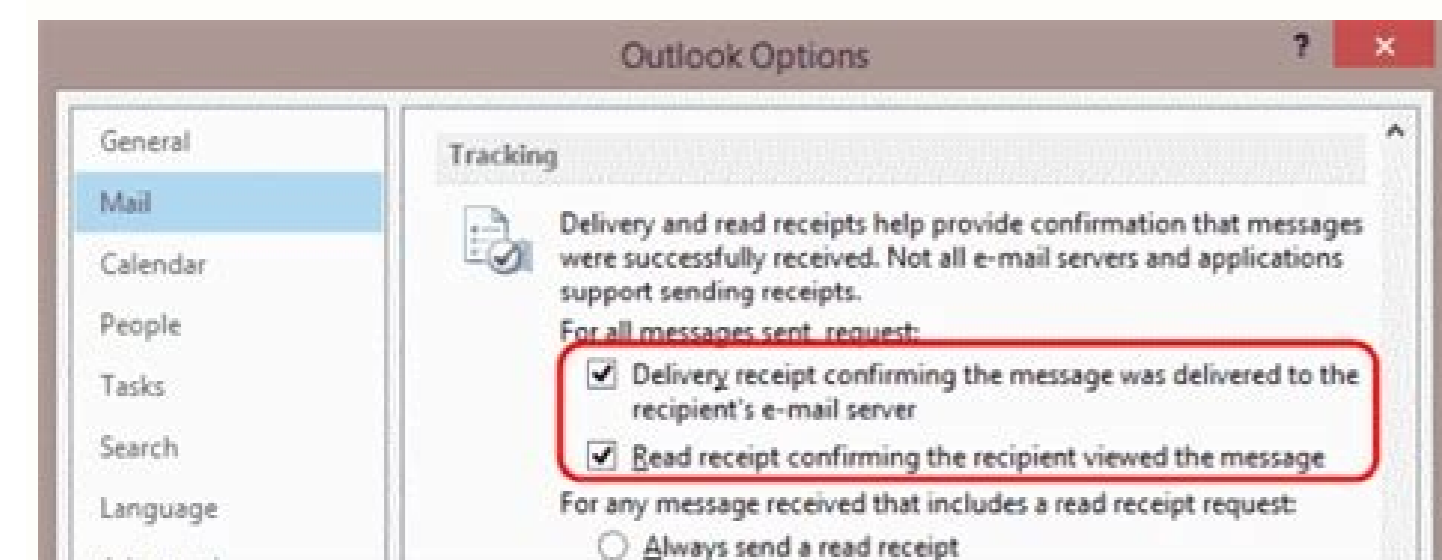 Outlook Options
?
×
General
Mail
Calendar
People
Tasks
Search
Language
Tracking
Delivery and read receipts help provide confirmation that messages
were successfully received. Not all e-mail servers and applications
support sending receipts.
For all messages sent, request:
Delivery receipt confirming the message was delivered to the
recipient's e-mail server
Read receipt confirming the recipient viewed the message
For any message received that includes a read receipt request:
Always send a read receipt